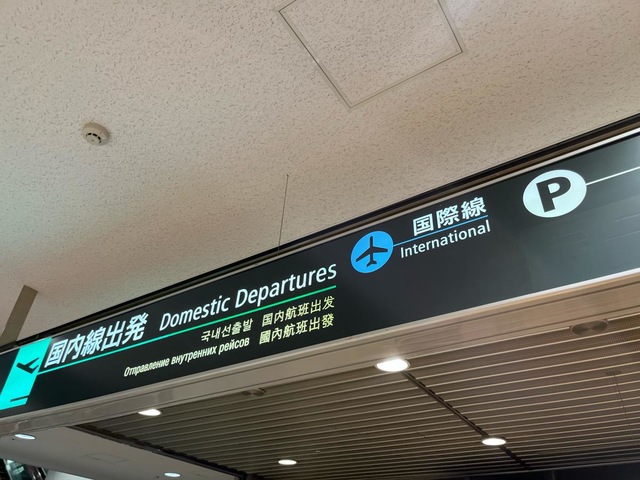 国内線出発 Domestic Departures
국내선출발 国内航班出发
Отправление внутренних рейсов 國內航班出發
国際線
International
P